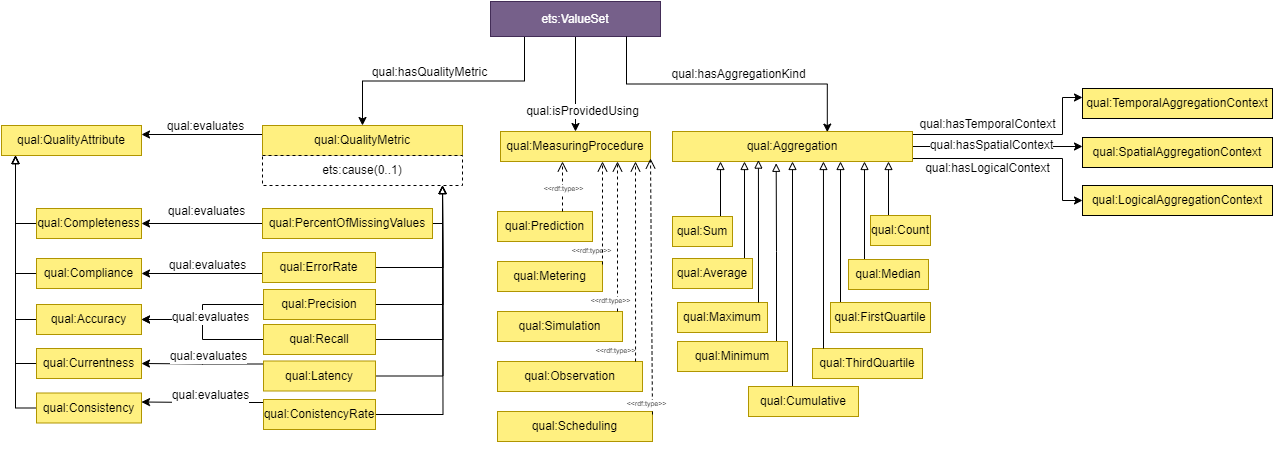 ets:ValueSet
qual:hasQualityMetric
qual:isProvidedUsing
qual:hasAggregationKind
qual:QualityAttribute
qual:evaluates
qual:QualityMetric
ets:cause(0..1)
qual:Completeness
qual:evaluates
qual:PercentOfMissingValues
qual:Compliance
qual:evaluates
qual:ErrorRate
qual:Accuracy
qual:evaluates
qual:Precision
qual:Recall
qual:Currentness
qual:evaluates
qual:Latency
qual:Consistency
qual:evaluates
qual:ConistencyRate
qual:MeasuringProcedure
<<rdf:type>>
qual:Prediction
<<rdf:type>>
qual:Metering
<<rdf:type>>
qual:Simulation
<<rdf:type>>
qual:Observation
<<rdf:type>>
qual:Scheduling
qual:Aggregation
qual:hasTemporalContext
qual:hasSpatialContext
qual:hasLogicalContext
qual:TemporalAggregationContext
qual:SpatialAggregationContext
qual:LogicalAggregationContext
qual:Sum
qual:Count
qual:Average
qual:Median
qual:Maximum
qual:FirstQuartile
qual:Minimum
qual:ThirdQuartile
qual:Cumulative